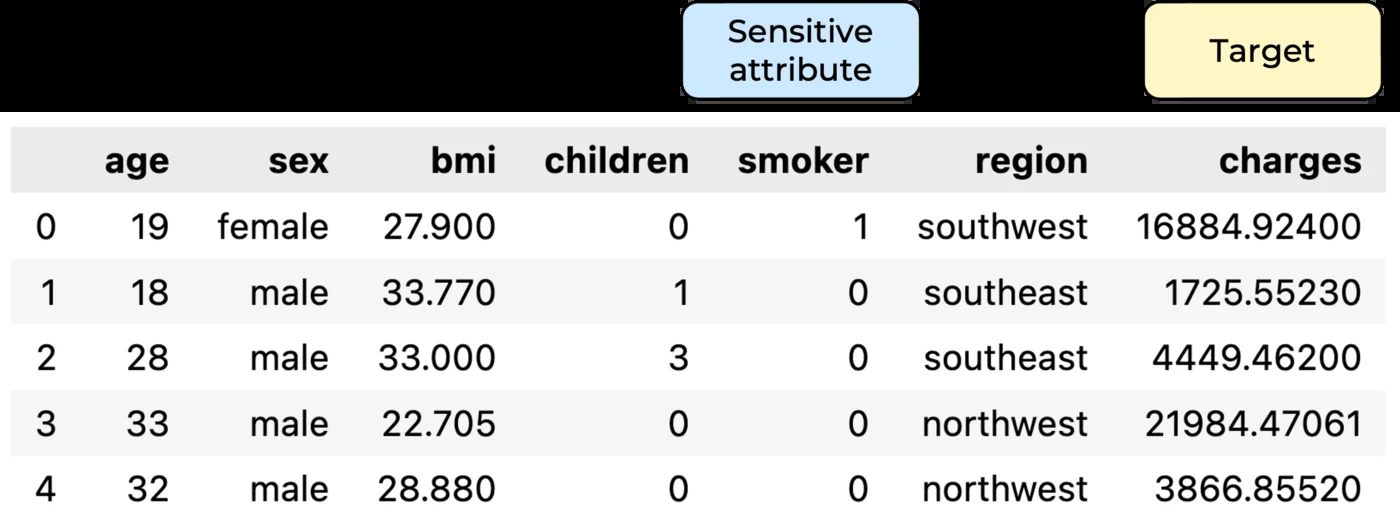 Sensitive
attribute
Target
age sex bmi children smoker region charges
0 19 female 27.900 0 1 southwest 16884.92400
1 18 male 33.770 1 0 southeast 1725.55230
2 28 male 33.000 3 0 southeast 4449.46200
3 33 male 22.705 0 0 northwest 21984.47061
4 32 male 28.880 0 0 northwest 3866.85520